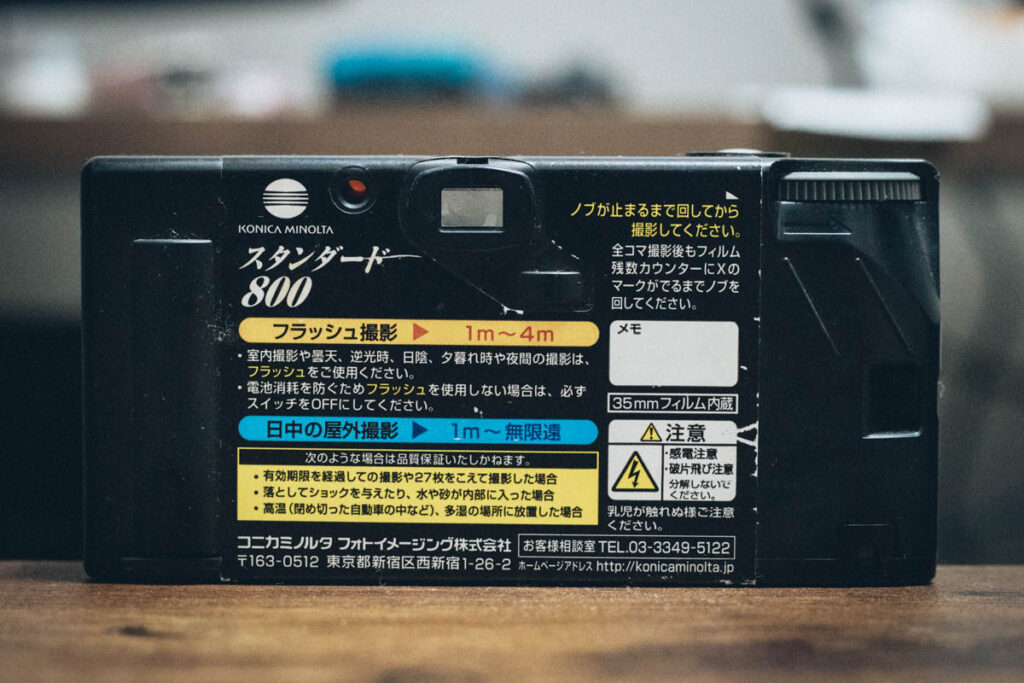 KONICA MINOLTA
スタンダード
800
フラッシュ撮影 ▶ 1m～4m
・室内撮影や曇天、逆光時、日陰、夕暮れ時や夜間の撮影は、
フラッシュをご使用ください。
・電池消耗を防ぐためフラッシュを使用しない場合は、必ず
スイッチをOFFにしてください。
日中の屋外撮影 ▶ 1m～無限遠
次のような場合は品質保証いたしかねます。
・有効期限を経過しての撮影や27枚をこえて撮影した場合
・落としてショックを与えたり、水や砂が内部に入った場合
・高温（閉め切った自動車の中など）、多湿の場所に放置した場合
コニカミノルタ フォトイメージング株式会社
〒163-0512 東京都新宿区西新宿1-26-2
ノブが止まるまで回してから
撮影してください。
全コマ撮影後もフィルム
残数カウンターにXの
マークがでるまでノブを
回してください。
メモ
35mmフィルム内蔵
注意
・感電注意
・破片飛び注意
分解しないで
ください。
乳児が触れぬ様ご注意
ください。
お客様相談室 TEL.03-3349-5122
ホームページアドレス http://konicaminolta.jp